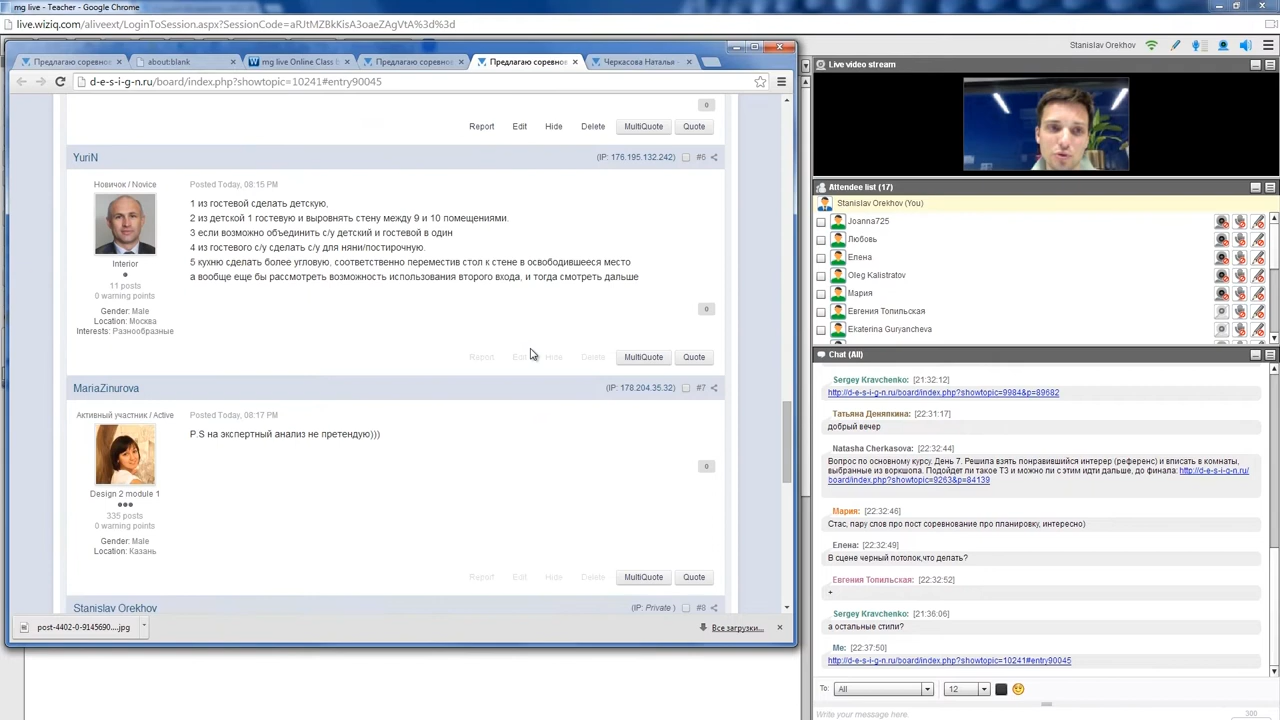 mg live - Teacher - Google Chrome
live.wiziq.com/aliveext/LoginToSession.aspx?SessionCode=aRJtMZBkKisA3oaeZAgVtA%3d%3d
Stanislav Orekhov
Предлагаю соревнов
about:blank
mg live Online Class b
Предлагаю соревнов
Предлагаю соревно
Черкасова Наталья -
d-e-s-i-g-n.ru/board/index.php?showtopic=10241#entry90045
0
Report Edit Hide Delete MultiQuote Quote
YuriN
(IP: 176.195.132.242) #6
Новичок / Novice
Posted Today, 08:15 PM
1 из гостевой сделать детскую,
2 из детской 1 гостевую и выровнять стену между 9 и 10 помещениями.
3 если возможно объединить с/у детский и гостевой в один
4 из гостевого с/у сделать с/у для няни/постирочную.
5 кухню сделать более угловую, соответственно переместив стол к стене в освободившееся место
а вообще еще бы рассмотреть возможность использования второго входа, и тогда смотреть дальше
Interior
11 posts
0 warning points
Gender: Male
Location: Москва
Interests: Разнообразные
0
Report Edit Hide Delete MultiQuote Quote
MariaZinurova
(IP: 178.204.35.32) #7
Активный участник / Active
Posted Today, 08:17 PM
P.S на экспертный анализ не претендую)))
Design 2 module 1
335 posts
0 warning points
Gender: Male
Location: Казань
0
Report Edit Hide Delete MultiQuote Quote
Stanislav Orekhov
(IP: Private ) #8
post-4402-0-9145690....jpg
Все загрузки...
Live video stream
Attendee list (17)
Stanislav Orekhov (You)
Joanna725
Любовь
Елена
Oleg Kalistratov
Мария
Евгения Топильская
Ekaterina Guryancheva
Chat (All)
Sergey Kravchenko: [21:32:12]
http://d-e-s-i-g-n.ru/board/index.php?showtopic=9984&p=89682
Татьяна Деняпкина: [22:31:17]
добрый вечер
Natasha Cherkasova: [22:32:44]
Вопрос по основному курсу. День 7. Решила взять понравившийся интерер (референс) и вписать в комнаты,
выбранные из воркшопа. Подойдет ли такое ТЗ и можно ли с этим идти дальше, до финала: http://d-e-s-i-g-n.ru/
board/index.php?showtopic=9263&p=84139
Мария: [22:32:46]
Стас, пару слов про пост соревнование про планировку, интересно)
Елена: [22:32:49]
В сцене черный потолок,что делать?
Евгения Топильская: [22:32:52]
+
Sergey Kravchenko: [21:36:06]
а остальные стили?
Me: [22:37:50]
http://d-e-s-i-g-n.ru/board/index.php?showtopic=10241#entry90045
To: All 12
Write your message here.
300